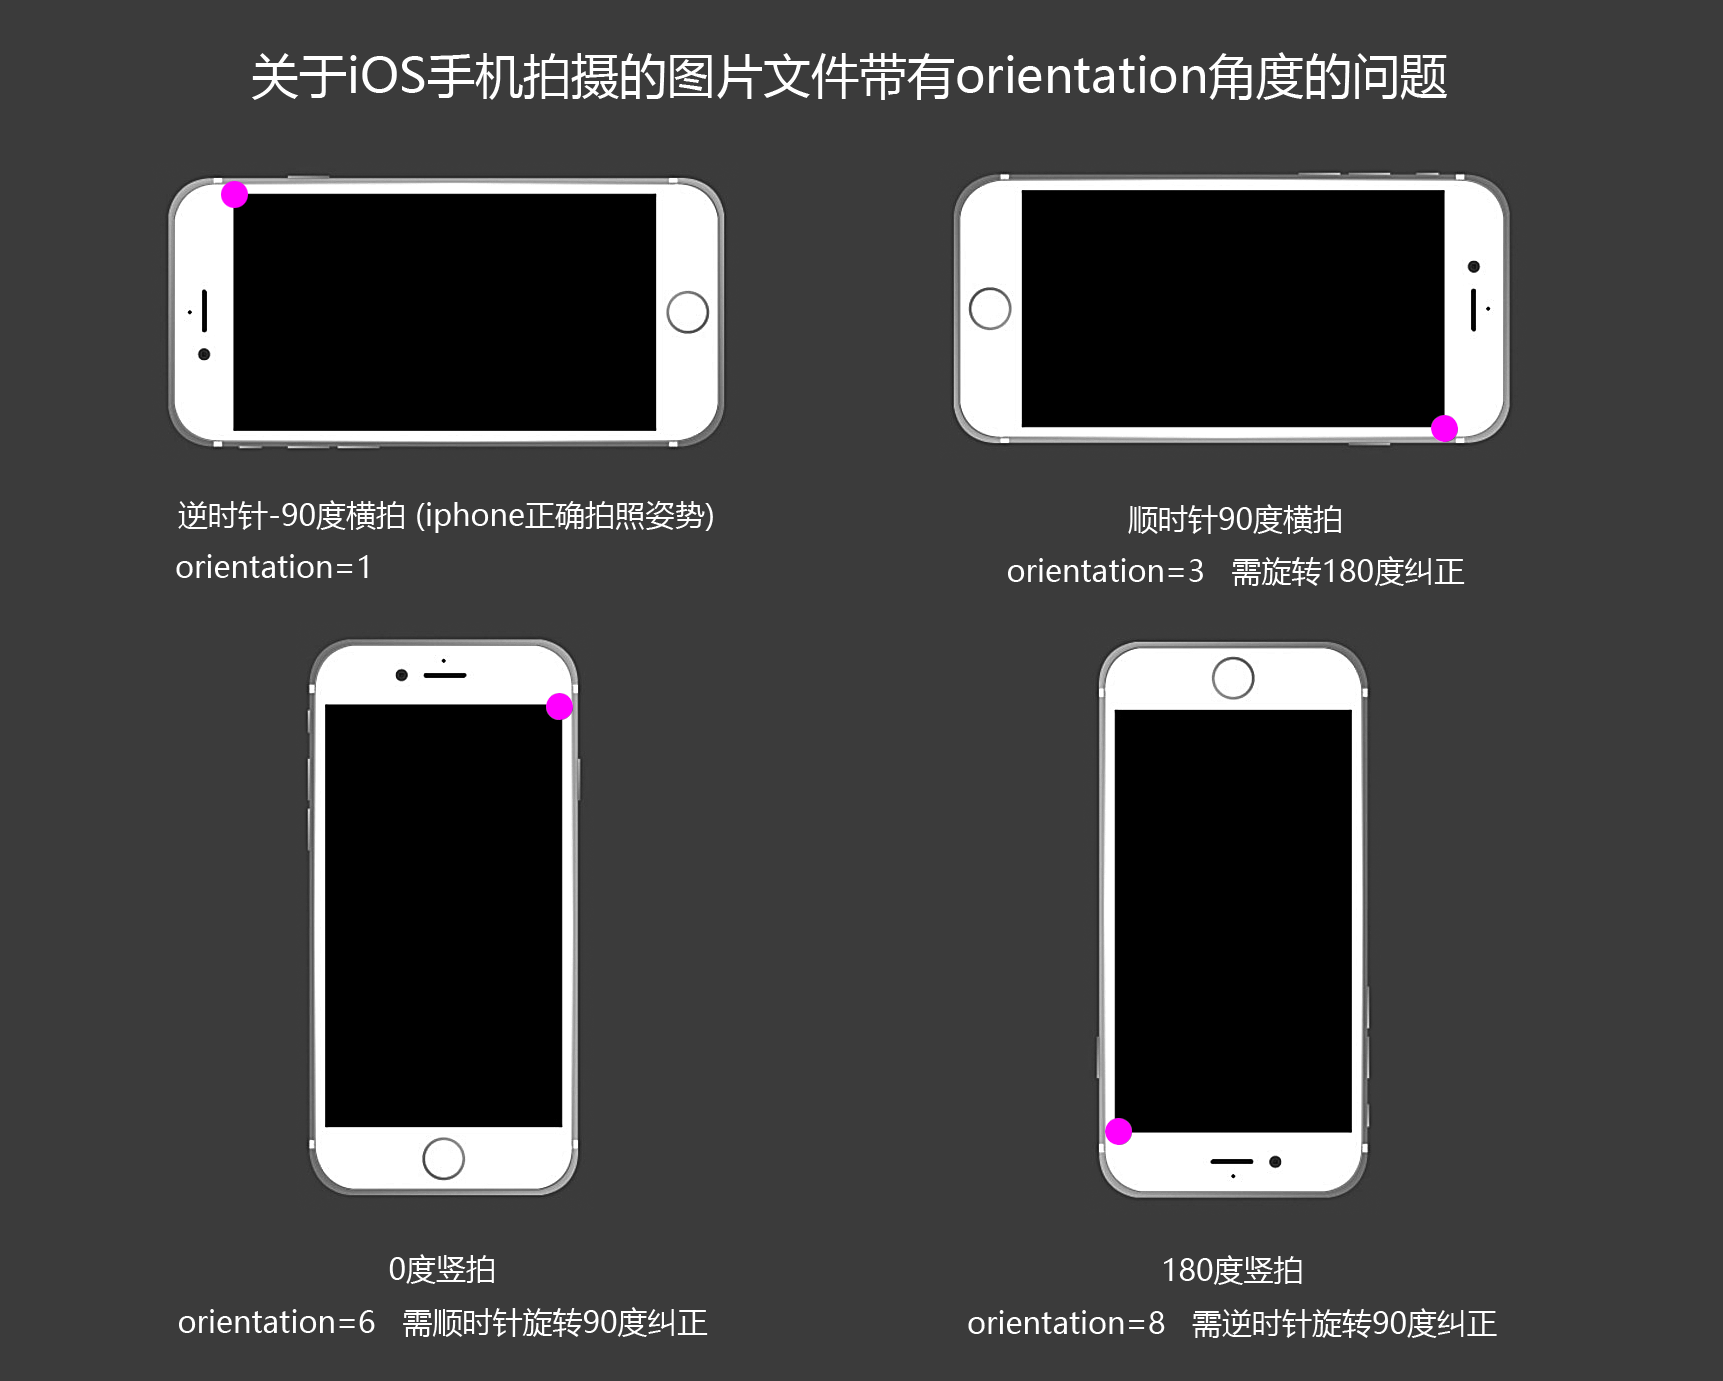 关于iOS手机拍摄的图片文件带有orientation角度的问题
逆时针-90度横拍 (iphone正确拍照姿势)
orientation=1
顺时针90度横拍
orientation=3 需旋转180度纠正
0度竖拍
orientation=6 需顺时针旋转90度纠正
180度竖拍
orientation=8 需逆时针旋转90度纠正